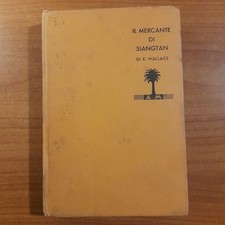 IL MERCANTE
DI
SIANGTAN
DI E. WALLACE
A M